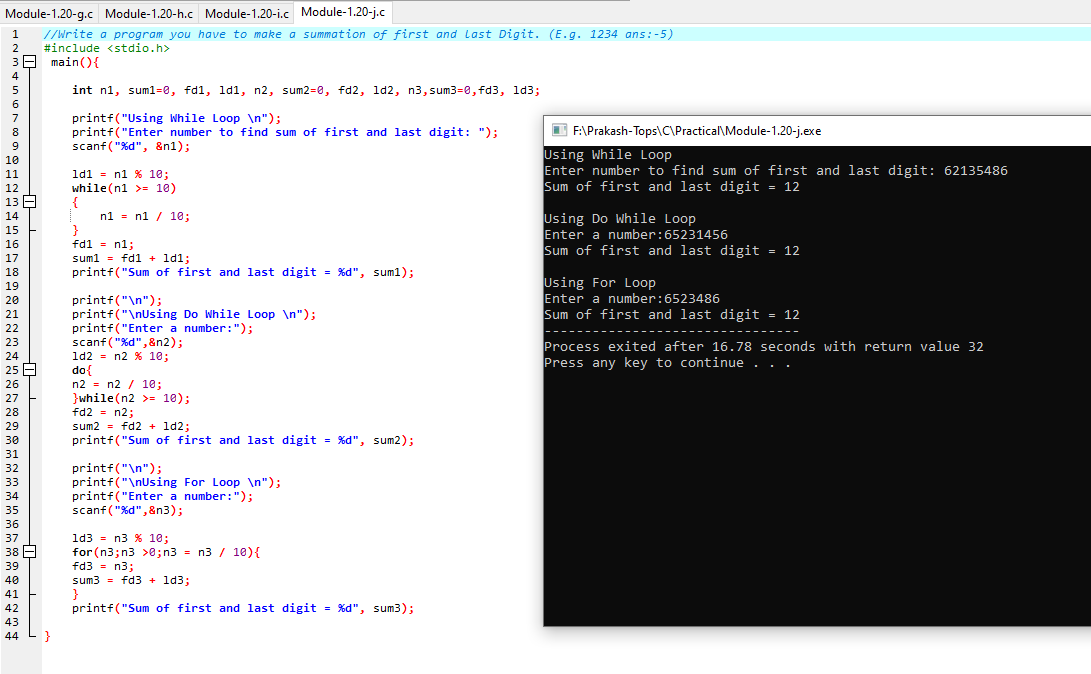 Module-1.20-g.c Module-1.20-h.c Module-1.20-i.c Module-1.20-j.c
1 //Write a program you have to make a summation of first and last Digit. (E.g. 1234 ans:-5)
2 #include <stdio.h>
3 main(){
4
5 int n1, sum1=0, fd1, ld1, n2, sum2=0, fd2, ld2, n3,sum3=0,fd3, ld3;
6
7 printf("Using While Loop \n");
8 printf("Enter number to find sum of first and last digit: ");
9 scanf("%d", &n1);
10
11 ld1 = n1 % 10;
12 while(n1 >= 10)
13 {
14 n1 = n1 / 10;
15 }
16 fd1 = n1;
17 sum1 = fd1 + ld1;
18 printf("Sum of first and last digit = %d", sum1);
19
20 printf("\n");
21 printf("\nUsing Do While Loop \n");
22 printf("Enter a number:");
23 scanf("%d",&n2);
24 ld2 = n2 % 10;
25 do{
26 n2 = n2 / 10;
27 }while(n2 >= 10);
28 fd2 = n2;
29 sum2 = fd2 + ld2;
30 printf("Sum of first and last digit = %d", sum2);
31
32 printf("\n");
33 printf("\nUsing For Loop \n");
34 printf("Enter a number:");
35 scanf("%d",&n3);
36
37 ld3 = n3 % 10;
38 for(n3;n3 >0;n3 = n3 / 10){
39 fd3 = n3;
40 sum3 = fd3 + ld3;
41 }
42 printf("Sum of first and last digit = %d", sum3);
43
44 }
F:\Prakash-Tops\C\Practical\Module-1.20-j.exe
Using While Loop
Enter number to find sum of first and last digit: 62135486
Sum of first and last digit = 12
Using Do While Loop
Enter a number:65231456
Sum of first and last digit = 12
Using For Loop
Enter a number:6523486
Sum of first and last digit = 12
--------------------------------
Process exited after 16.78 seconds with return value 32
Press any key to continue . . .